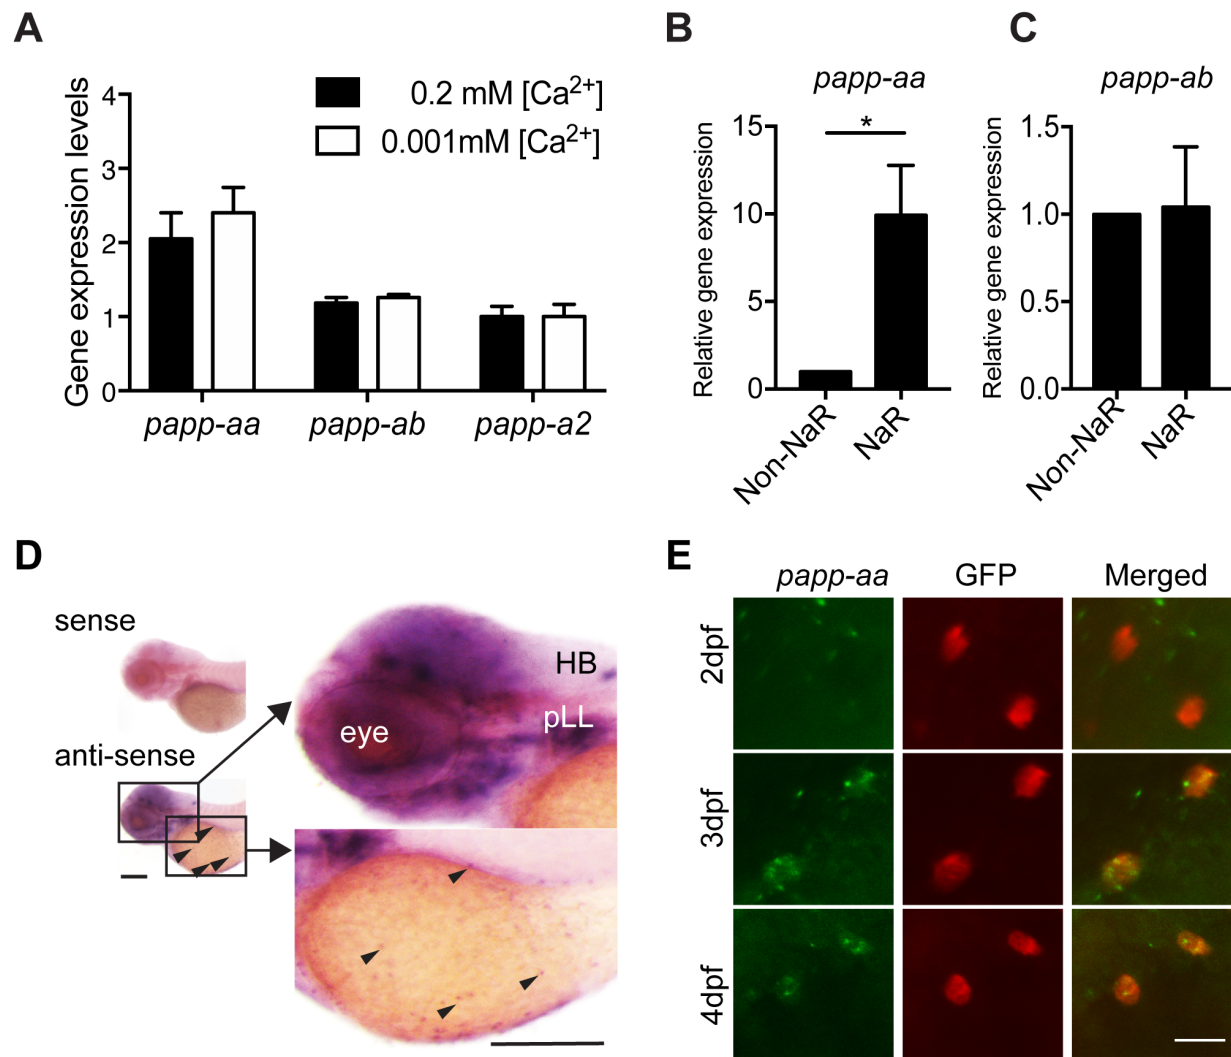 A
B
C
papp-aa
papp-ab
Gene expression levels
4
3
2
1
0
0.2 mM [Ca²⁺]
0.001mM [Ca²⁺]
papp-aa papp-ab papp-a2
Relative gene expression
15
10
5
0
*
Non-NaR
NaR
Relative gene expression
1.5
1.0
0.5
0.0
Non-NaR
NaR
D
sense
anti-sense
HB
pLL
eye
E
papp-aa GFP Merged
2dpf
3dpf
4dpf